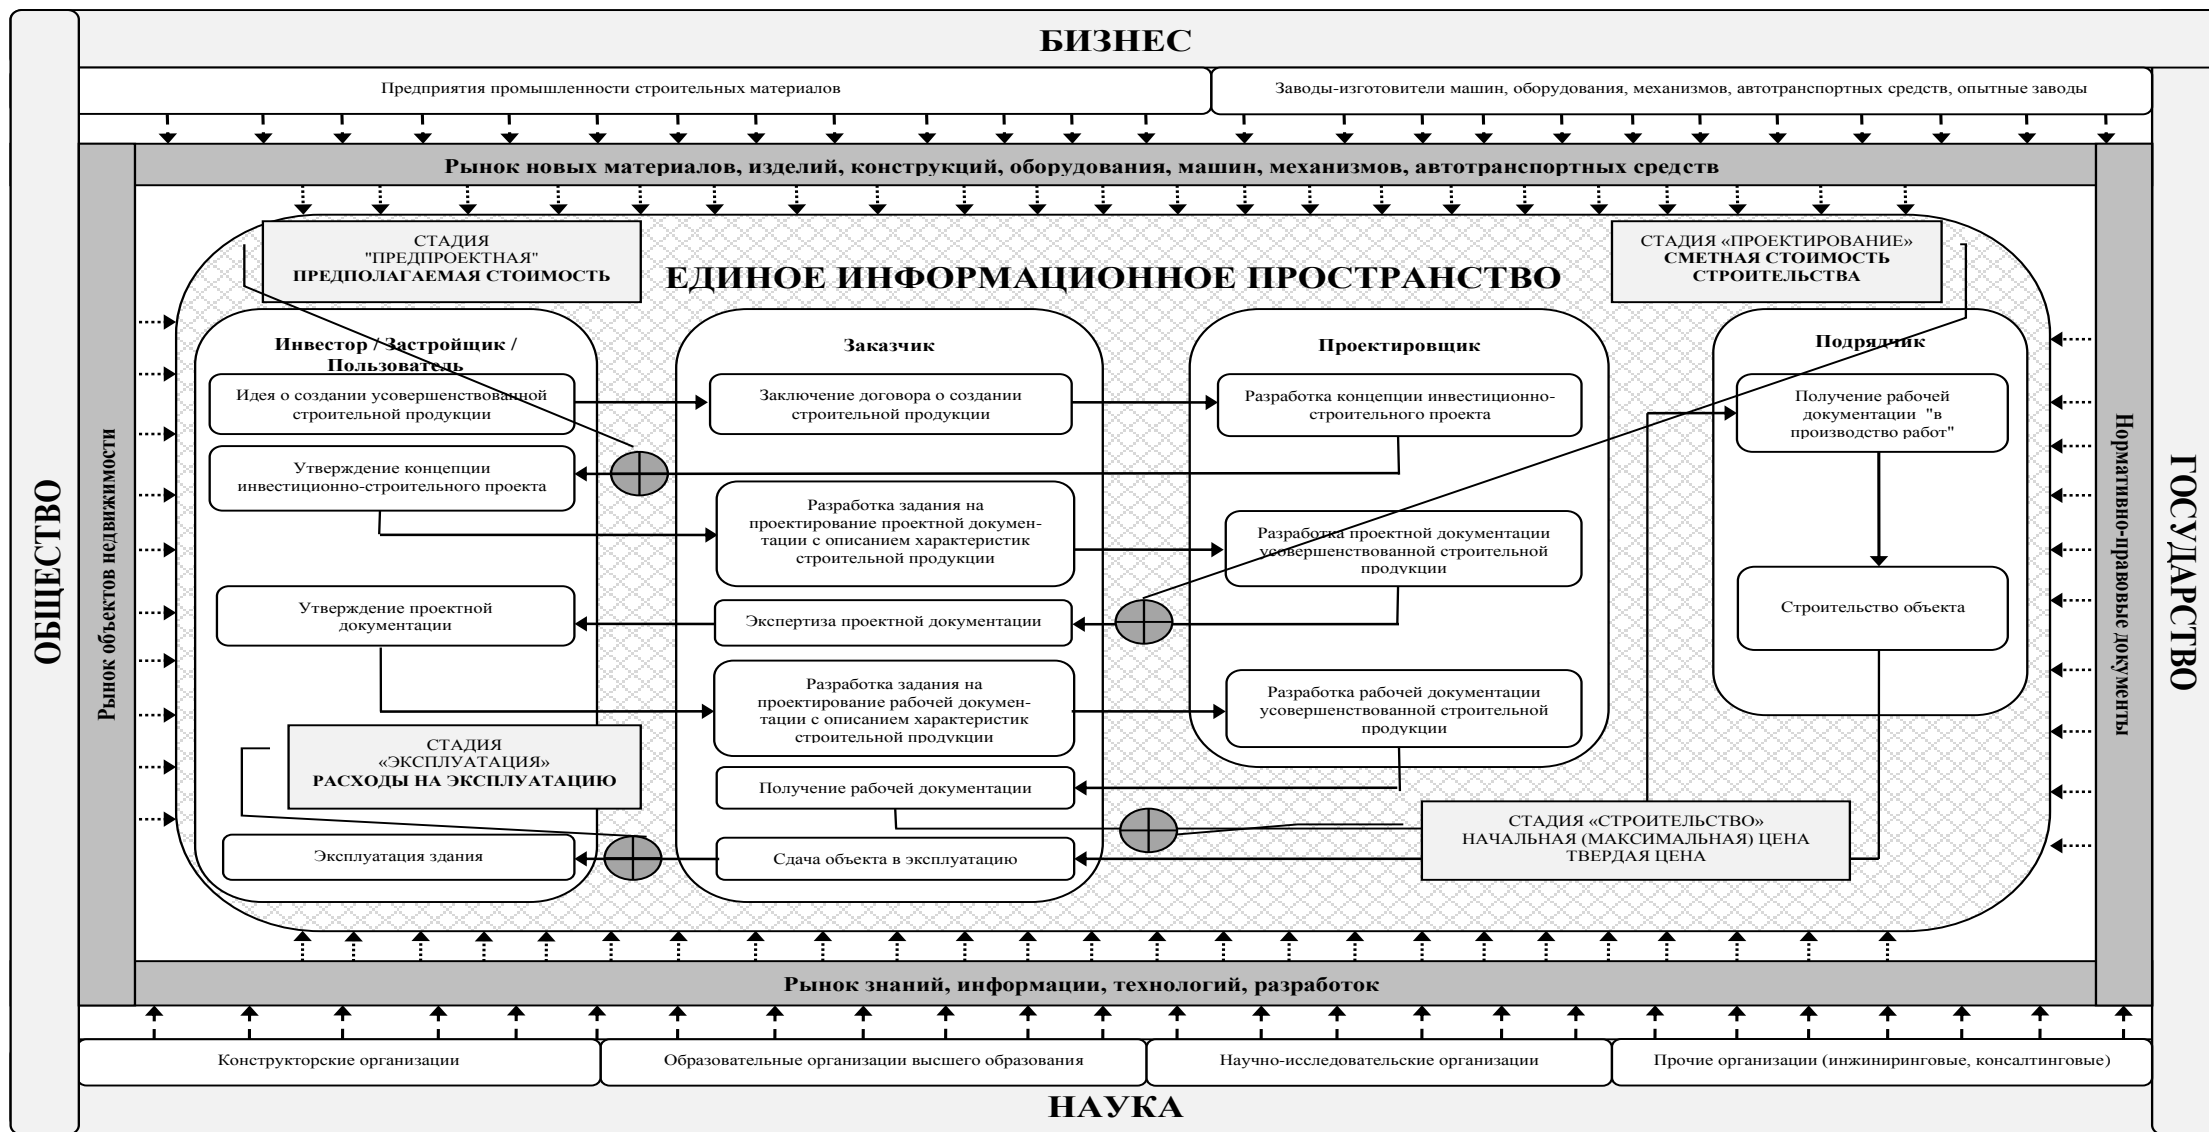 БИЗНЕС
Предприятия промышленности строительных материалов
Заводы-изготовители машин, оборудования, механизмов, автотранспортных средств, опытные заводы
Рынок новых материалов, изделий, конструкций, оборудования, машин, механизмов, автотранспортных средств
ОБЩЕСТВО
Рынок объектов недвижимости
СТАДИЯ
"ПРЕДПРОЕКТНАЯ"
ПРЕДПОЛАГАЕМАЯ СТОИМОСТЬ
ЕДИНОЕ ИНФОРМАЦИОННОЕ ПРОСТРАНСТВО
СТАДИЯ «ПРОЕКТИРОВАНИЕ»
СМЕТНАЯ СТОИМОСТЬ
СТРОИТЕЛЬСТВА
Инвестор / Застройщик /
Пользователь
Идея о создании усовершенствованной
строительной продукции
Утверждение концепции
инвестиционно-строительного проекта
Утверждение проектной
документации
СТАДИЯ
«ЭКСПЛУАТАЦИЯ»
РАСХОДЫ НА ЭКСПЛУАТАЦИЮ
Эксплуатация здания
Заказчик
Заключение договора о создании
строительной продукции
Разработка задания на
проектирование проектной докумен-
тации с описанием характеристик
строительной продукции
Экспертиза проектной документации
Разработка задания на
проектирование рабочей докумен-
тации с описанием характеристик
строительной продукции
Получение рабочей документации
Сдача объекта в эксплуатацию
Проектировщик
Разработка концепции инвестиционно-
строительного проекта
Разработка проектной документации
усовершенствованной строительной
продукции
Разработка рабочей документации
усовершенствованной строительной
продукции
Подрядчик
Получение рабочей
документации "в
производство работ"
Строительство объекта
СТАДИЯ «СТРОИТЕЛЬСТВО»
НАЧАЛЬНАЯ (МАКСИМАЛЬНАЯ) ЦЕНА
ТВЕРДАЯ ЦЕНА
Нормативно-правовые документы
ГОСУДАРСТВО
Рынок знаний, информации, технологий, разработок
Конструкторские организации
Образовательные организации высшего образования
Научно-исследовательские организации
Прочие организации (инжиниринговые, консалтинговые)
НАУКА